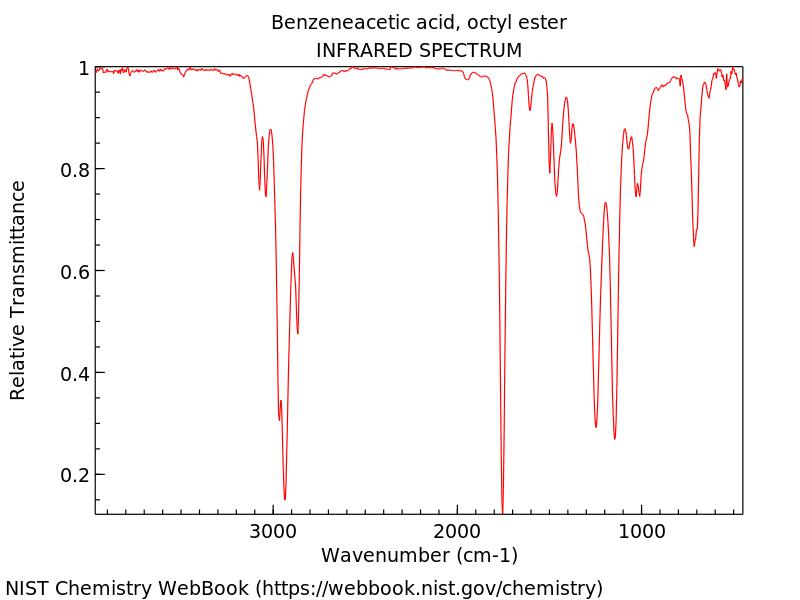 Benzeneacetic acid, octyl ester
INFRARED SPECTRUM
1
0.8
0.6
0.4
0.2
Relative Transmittance
3000 2000 1000
Wavenumber (cm-1)
NIST Chemistry WebBook (https://webbook.nist.gov/chemistry)